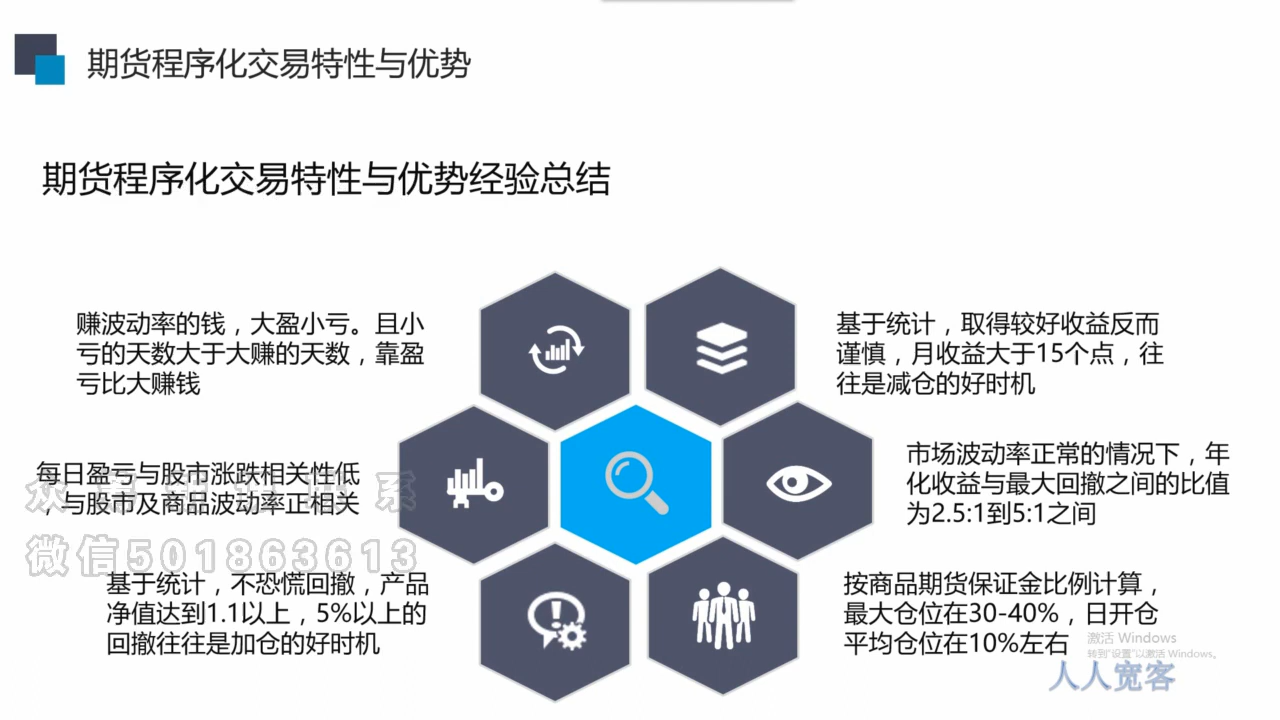 期货程序化交易特性与优势
期货程序化交易特性与优势经验总结
赚波动率的钱，大盈小亏。且小
亏的天数大于大赚的天数，靠盈
亏比大赚钱
基于统计，取得较好收益反而
谨慎，月收益大于15个点，往
往是减仓的好时机
每日盈亏与股市涨跌相关性低
，与股市及商品波动率正相关
市场波动率正常的情况下，年
化收益与最大回撤之间的比值
为2.5:1到5:1之间
微信501863613
基于统计，不恐慌回撤，产品
净值达到1.1以上，5%以上的
回撤往往是加仓的好时机
按商品期货保证金比例计算，
最大仓位在30-40%，日开仓
平均仓位在10%左右
激活 Windows
转到"设置"以激活 Windows。
人人宽客